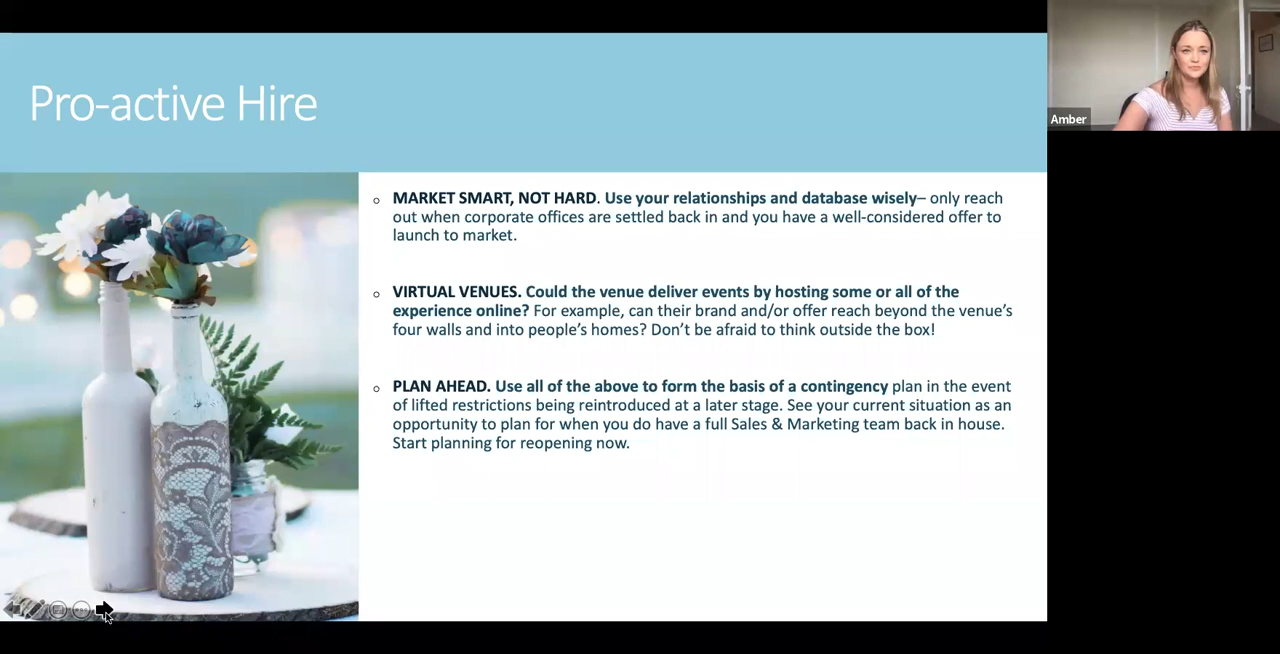 Pro-active Hire
Amber
MARKET SMART, NOT HARD. Use your relationships and database wisely– only reach
out when corporate offices are settled back in and you have a well-considered offer to
launch to market.
VIRTUAL VENUES. Could the venue deliver events by hosting some or all of the
experience online? For example, can their brand and/or offer reach beyond the venue’s
four walls and into people’s homes? Don’t be afraid to think outside the box!
PLAN AHEAD. Use all of the above to form the basis of a contingency plan in the event
of lifted restrictions being reintroduced at a later stage. See your current situation as an
opportunity to plan for when you do have a full Sales & Marketing team back in house.
Start planning for reopening now.